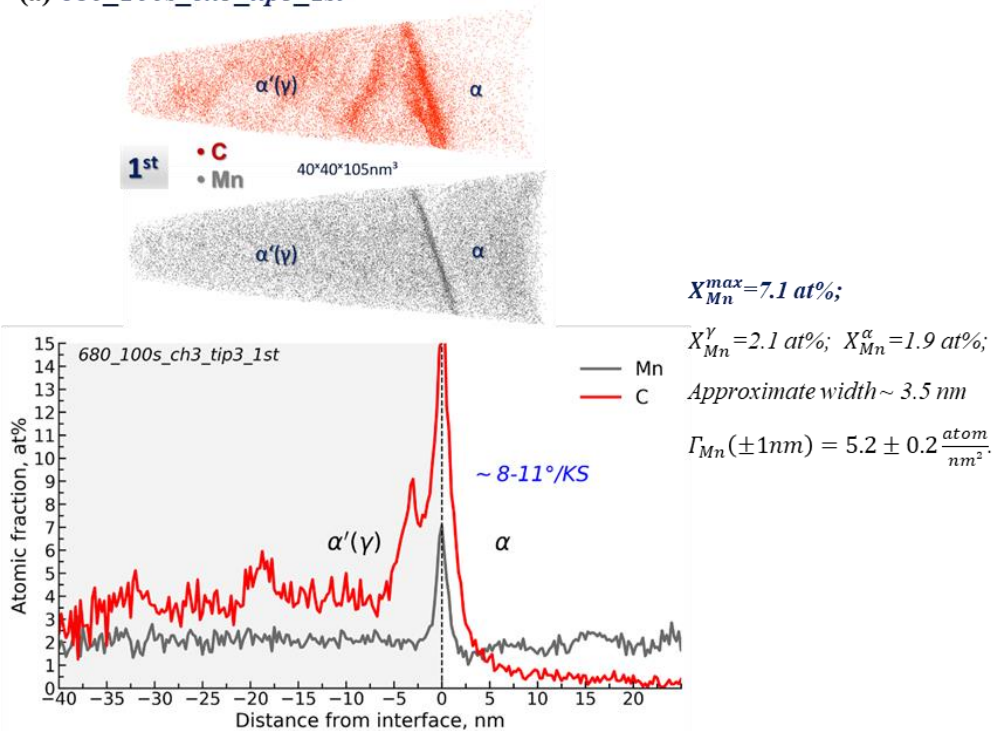 α′(γ)
α
1st
• C
• Mn
40×40×105nm³
α′(γ)
α
X_Mn^max=7.1 at%;
X_Mn^γ=2.1 at%; X_Mn^α=1.9 at%;
Approximate width~ 3.5 nm
Γ_Mn(±1nm) = 5.2 ± 0.2 atom/nm².
680_100s_ch3_tip3_1st
Mn
C
~ 8-11°/KS
α′(γ)
α
Atomic fraction, at%
15
14
13
12
11
10
9
8
7
6
5
4
3
2
1
0
−40 −35 −30 −25 −20 −15 −10 −5 0 5 10 15 20
Distance from interface, nm